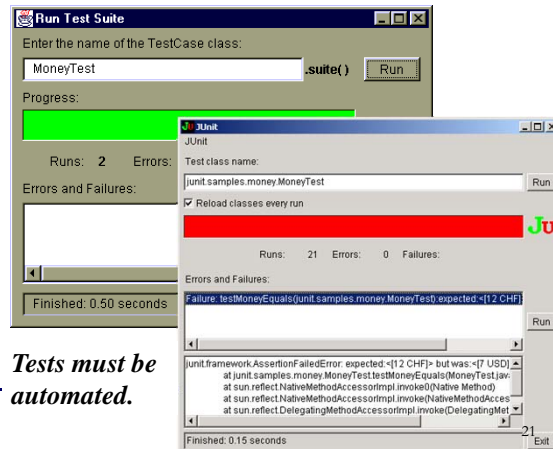 Run Test Suite
Enter the name of the TestCase class:
MoneyTest .suite( ) Run
Progress:
Runs: 2 Errors:
Errors and Failures:
Finished: 0.50 seconds
JUnit
JUnit
Test class name:
junit.samples.money.MoneyTest Run
Reload classes every run
JU
Runs: 21 Errors: 0 Failures:
Errors and Failures:
Failure: testMoneyEquals(junit.samples.money.MoneyTest):expected:<[12 CHF]
Run
junit.framework.AssertionFailedError: expected:<[12 CHF]> but was:<[7 USD]
at junit.samples.money.MoneyTest.testMoneyEquals(MoneyTest.jav
at sun.reflect.NativeMethodAccessorImpl.invoke0(Native Method)
at sun.reflect.NativeMethodAccessorImpl.invoke(NativeMethodAcces
at sun.reflect.DelegatingMethodAccessorImpl.invoke(DelegatingMet
Finished: 0.15 seconds Exit
Tests must be
automated.
21